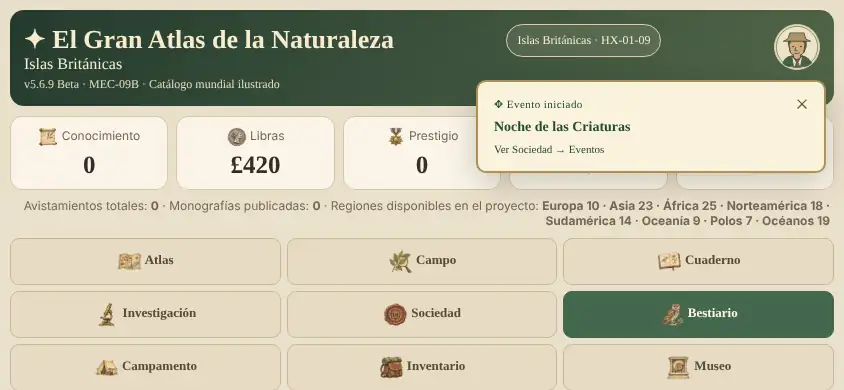 ✦ El Gran Atlas de la Naturaleza
Islas Británicas
v5.6.9 Beta · MEC-09B · Catálogo mundial ilustrado
Islas Británicas · HX-01-09
✥ Evento iniciado
Noche de las Criaturas
Ver Sociedad → Eventos
Conocimiento
0
Libras
£420
Prestigio
0
Avistamientos totales: 0 · Monografías publicadas: 0 · Regiones disponibles en el proyecto: Europa 10 · Asia 23 · África 25 · Norteamérica 18 ·
Sudamérica 14 · Oceanía 9 · Polos 7 · Océanos 19
Atlas
Campo
Cuaderno
Investigación
Sociedad
Bestiario
Campamento
Inventario
Museo